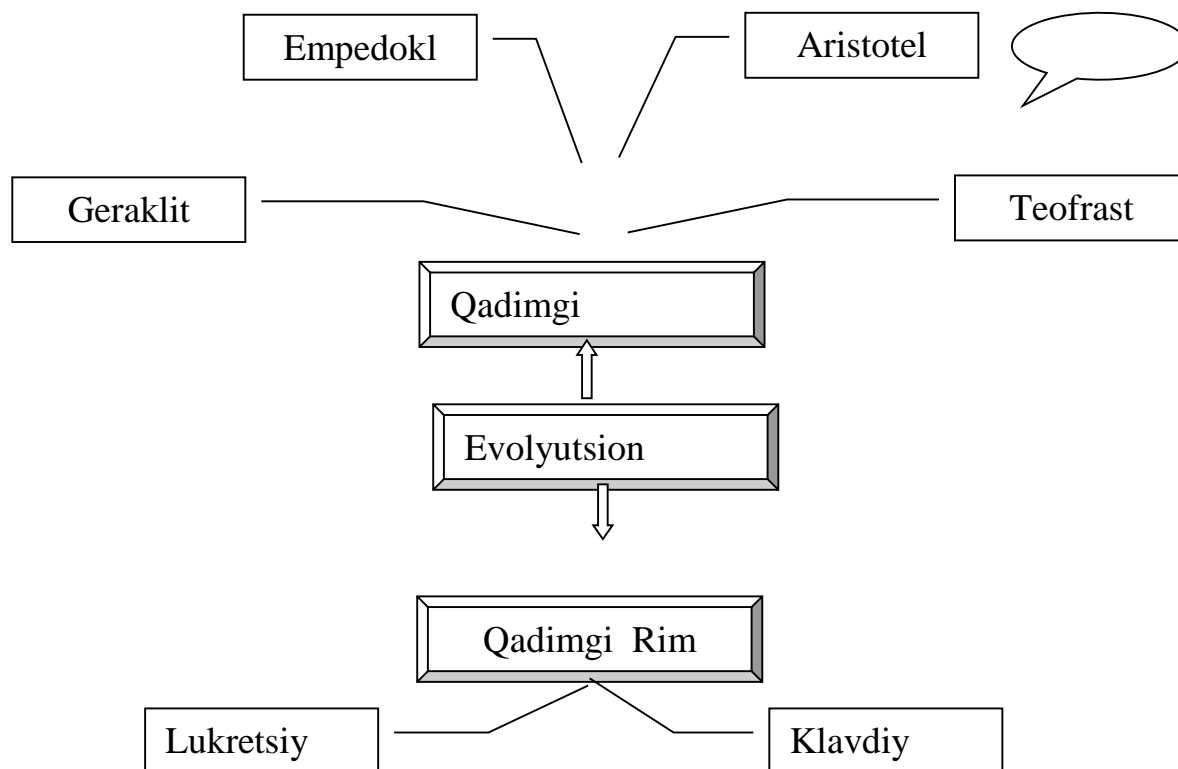 Empedokl
Aristotel
Geraklit
Teofrast
Qadimgi
Evolyutsion
Qadimgi Rim
Lukretsiy
Klavdiy